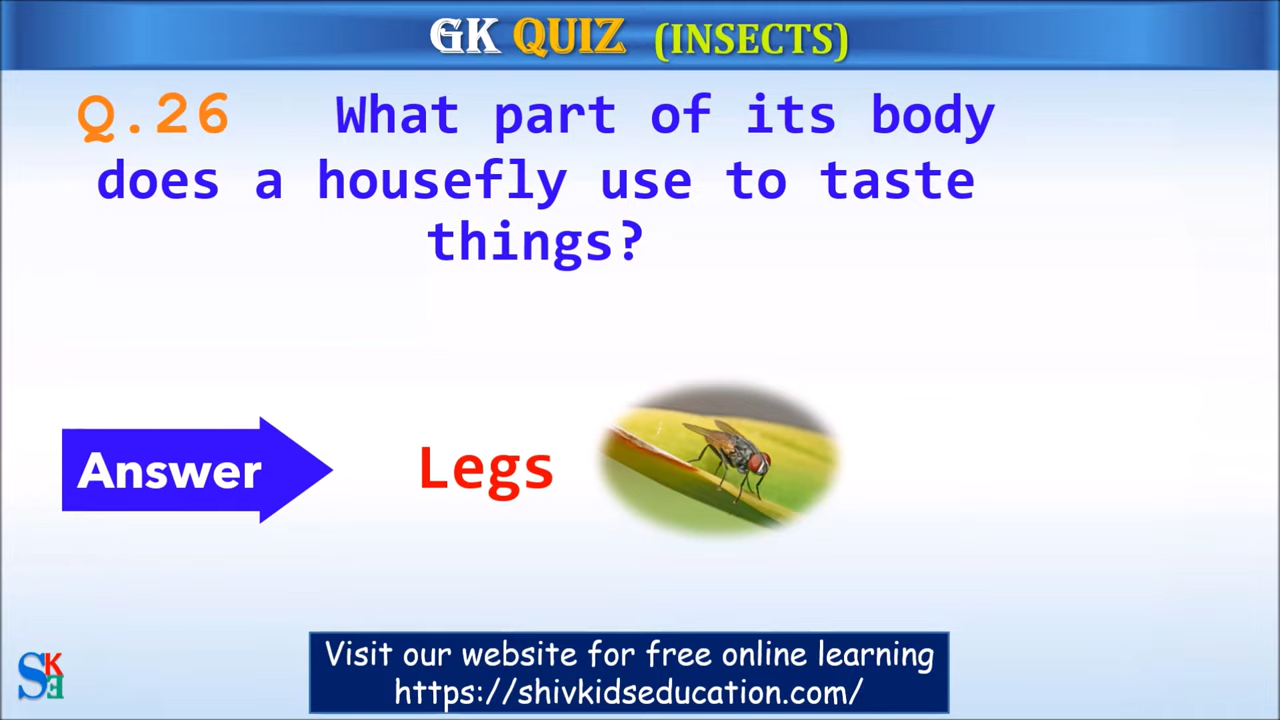 GK QUIZ (INSECTS)
Q.26 What part of its body
does a housefly use to taste
things?
Answer Legs
SKE
Visit our website for free online learning
https://shivkidseducation.com/